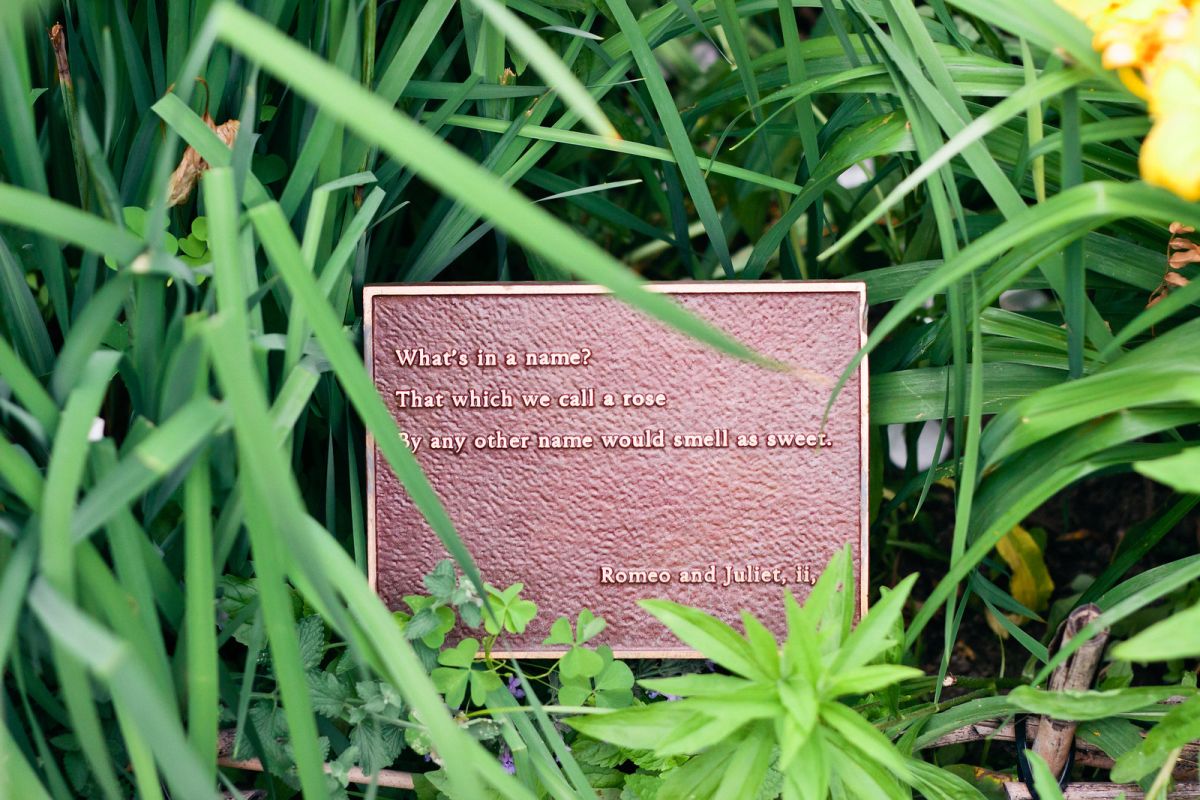 What's in a name?
That which we call a rose
By any other name would smell as sweet.
Romeo and Juliet, ii,